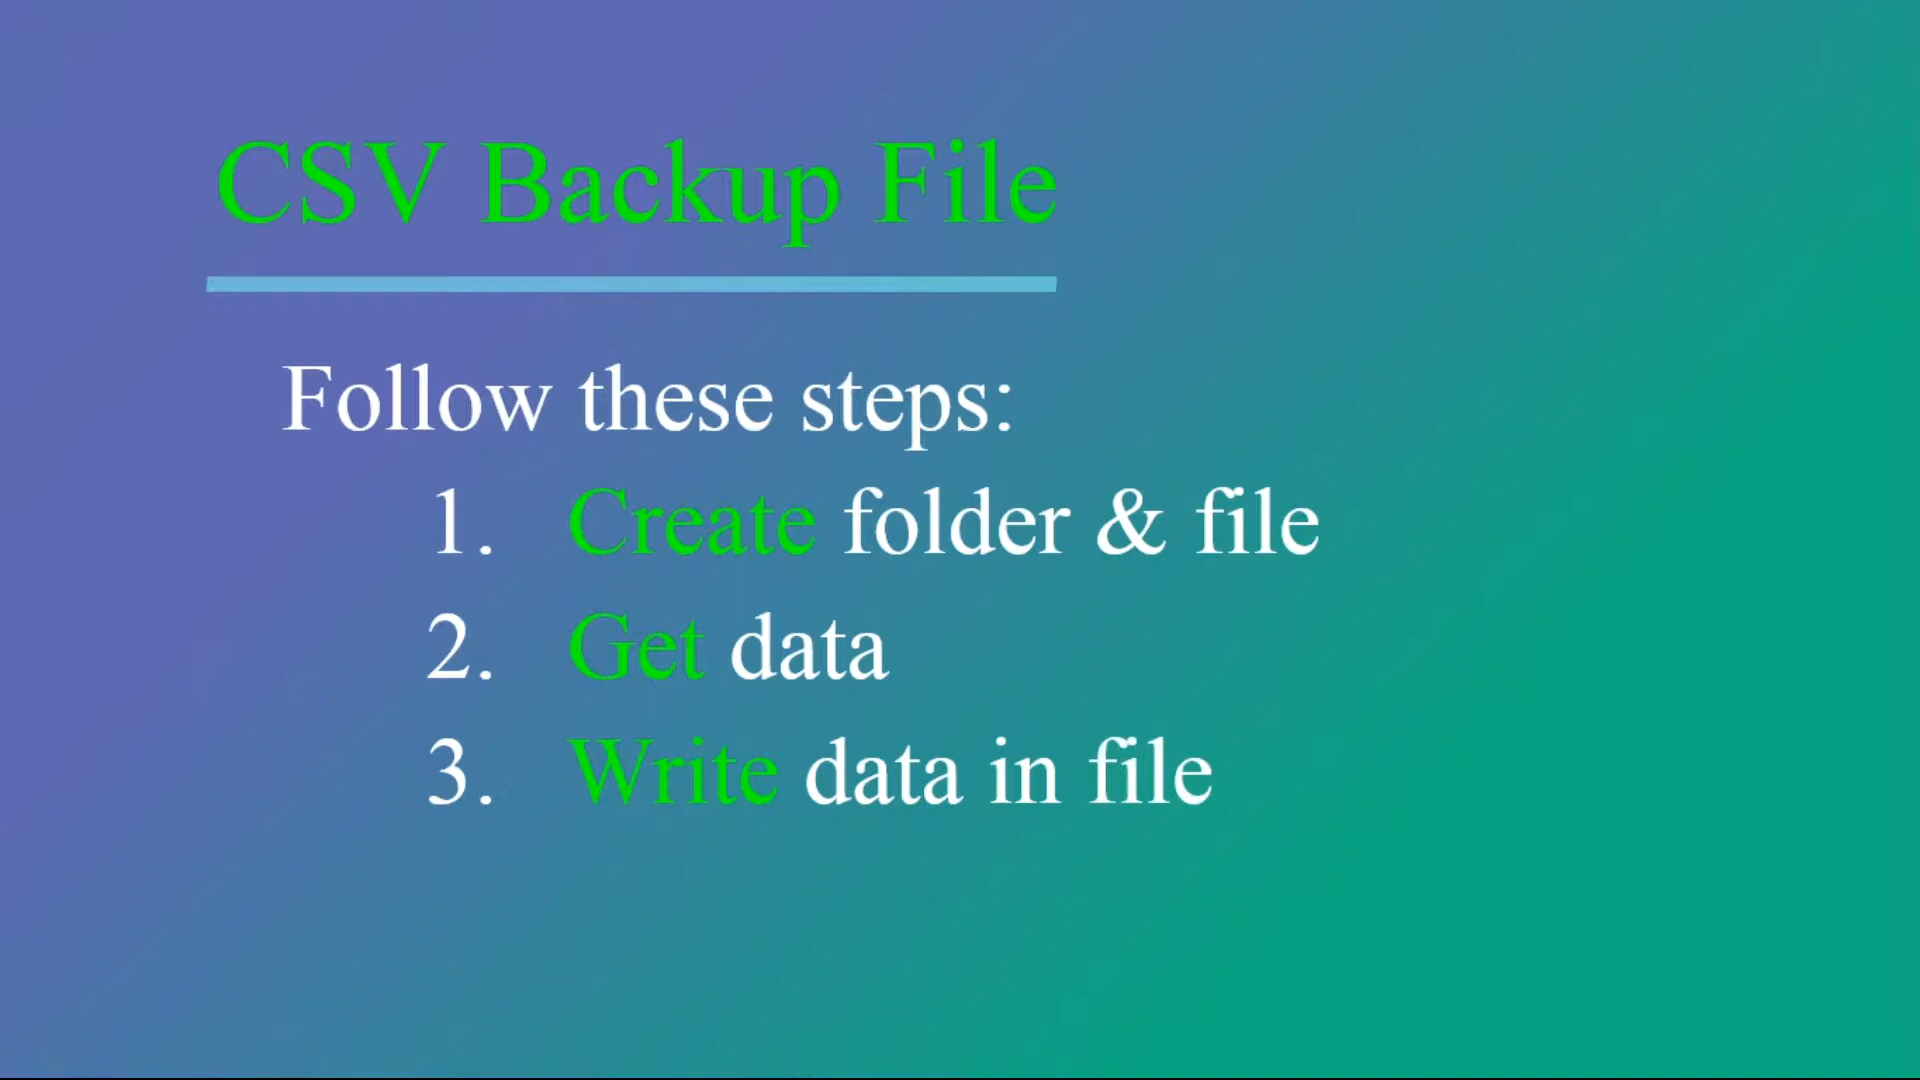 CSV Backup File
Follow these steps:
1. Create folder & file
2. Get data
3. Write data in file